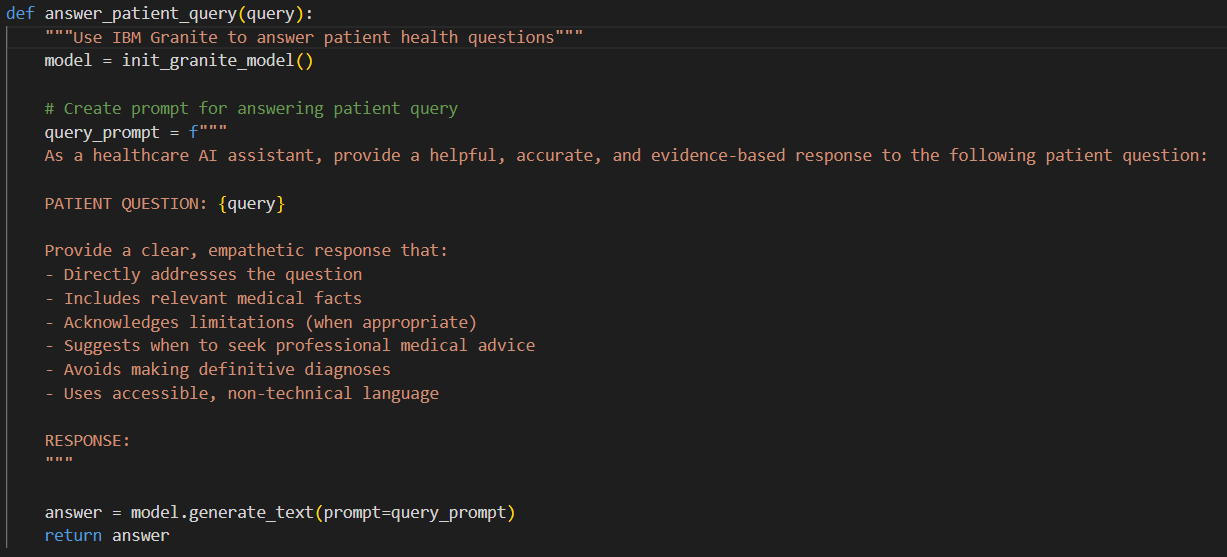 def answer_patient_query(query):
    """Use IBM Granite to answer patient health questions"""
    model = init_granite_model()

    # Create prompt for answering patient query
    query_prompt = f"""
    As a healthcare AI assistant, provide a helpful, accurate, and evidence-based response to the following patient question:

    PATIENT QUESTION: {query}

    Provide a clear, empathetic response that:
    - Directly addresses the question
    - Includes relevant medical facts
    - Acknowledges limitations (when appropriate)
    - Suggests when to seek professional medical advice
    - Avoids making definitive diagnoses
    - Uses accessible, non-technical language

    RESPONSE:
    """

    answer = model.generate_text(prompt=query_prompt)
    return answer